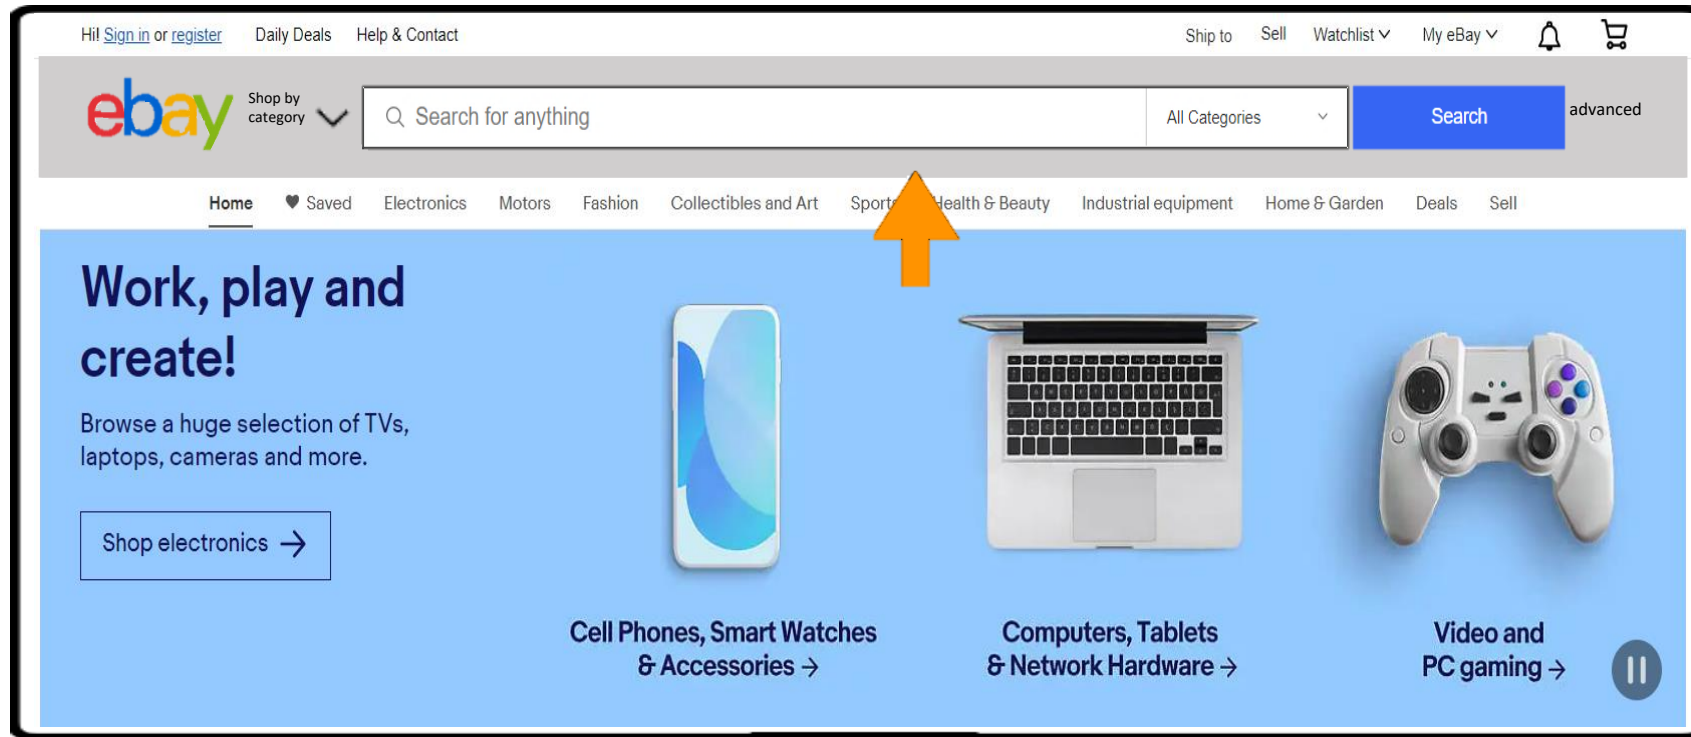 Hi! Sign in or register Daily Deals Help & Contact Ship to Sell Watchlist My eBay
ebay Shop by category Search for anything All Categories Search advanced
Home Saved Electronics Motors Fashion Collectibles and Art Sports Health & Beauty Industrial equipment Home & Garden Deals Sell
Work, play and
create!
Browse a huge selection of TVs,
laptops, cameras and more.
Shop electronics →
Cell Phones, Smart Watches
& Accessories →
Computers, Tablets
& Network Hardware →
Video and
PC gaming →